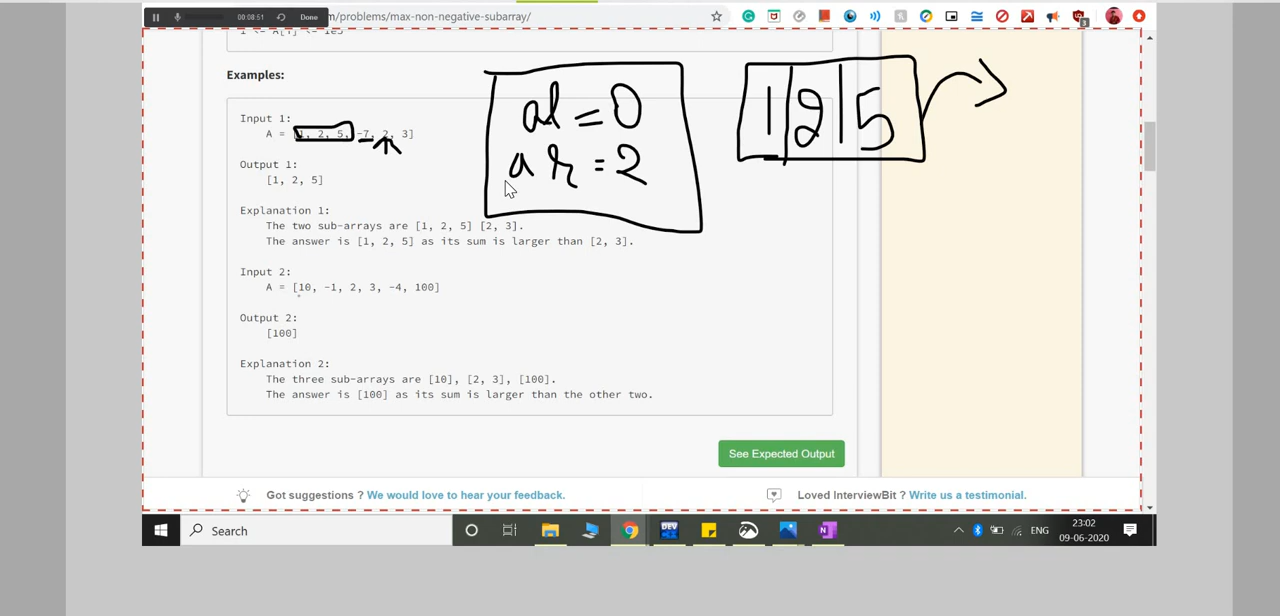 00:08:51 Done /problems/max-non-negative-subarray/
3
Examples:
Input 1:
A = [1, 2, 5, -7, 2, 3]
Output 1:
[1, 2, 5]
Explanation 1:
The two sub-arrays are [1, 2, 5] [2, 3].
The answer is [1, 2, 5] as its sum is larger than [2, 3].
Input 2:
A = [10, -1, 2, 3, -4, 100]
Output 2:
[100]
Explanation 2:
The three sub-arrays are [10], [2, 3], [100].
The answer is [100] as its sum is larger than the other two.
al = 0
ar = 2
1 2 5
See Expected Output
Got suggestions ? We would love to hear your feedback.
Loved InterviewBit ? Write us a testimonial.
Search
DEV
ENG
23:02
09-06-2020